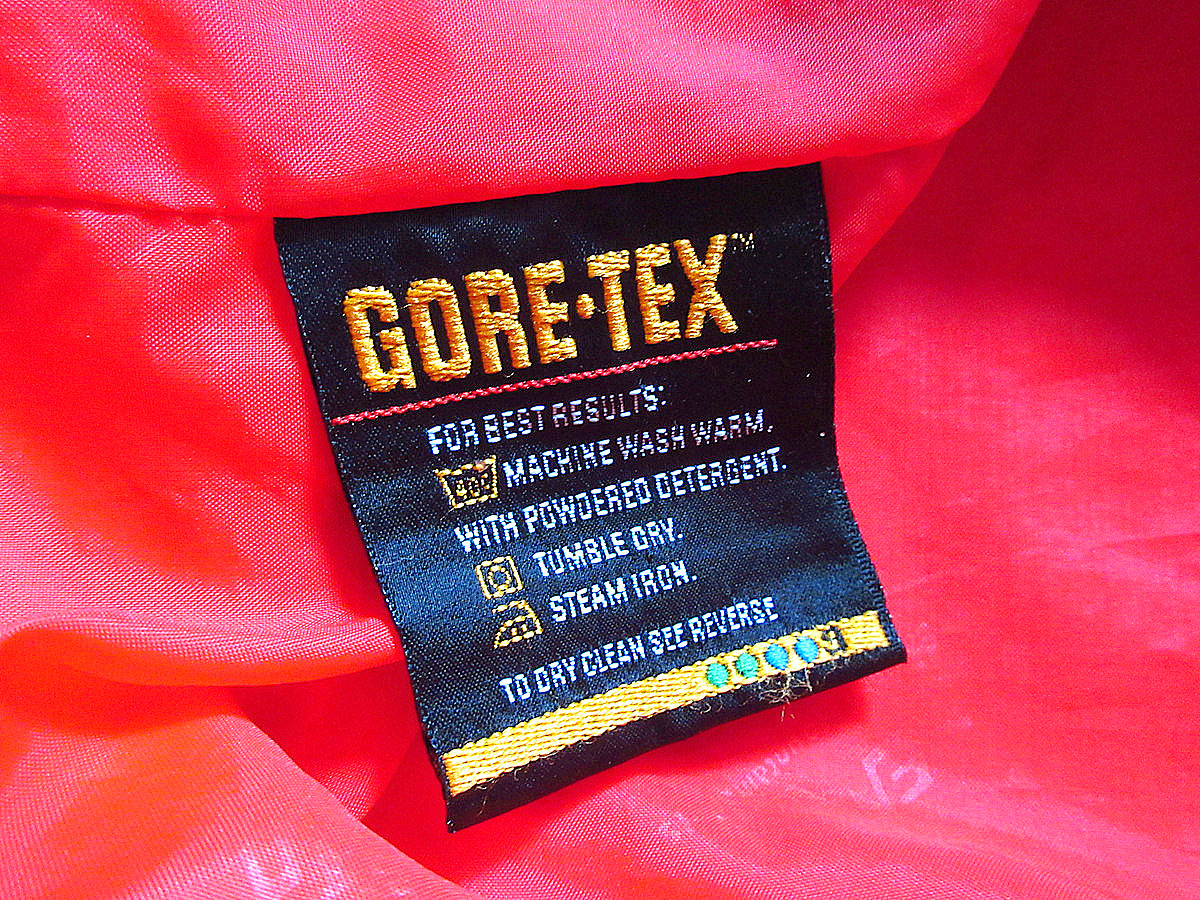 GORE·TEX™
FOR BEST RESULTS:
MACHINE WASH WARM,
WITH POWDERED DETERGENT.
TUMBLE DRY.
STEAM IRON.
TO DRY CLEAN SEE REVERSE